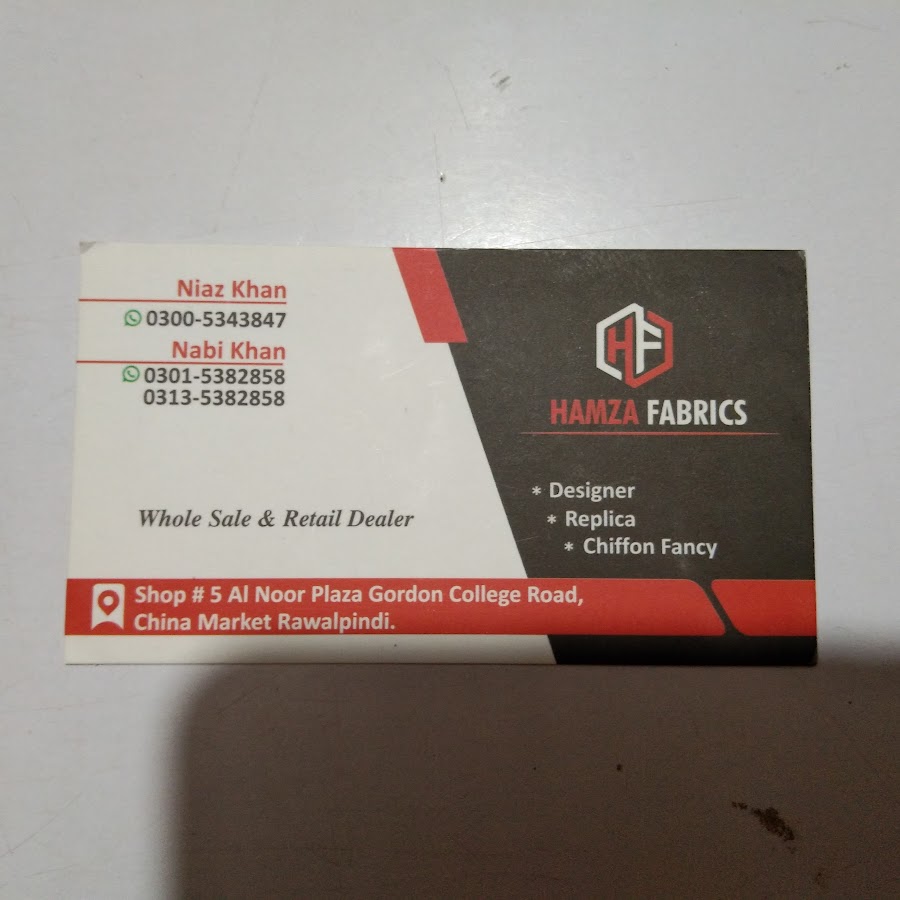 Niaz Khan
0300-5343847
Nabi Khan
0301-5382858
0313-5382858
Whole Sale & Retail Dealer
HF
HAMZA FABRICS
* Designer
* Replica
* Chiffon Fancy
Shop # 5 Al Noor Plaza Gordon College Road,
China Market Rawalpindi.